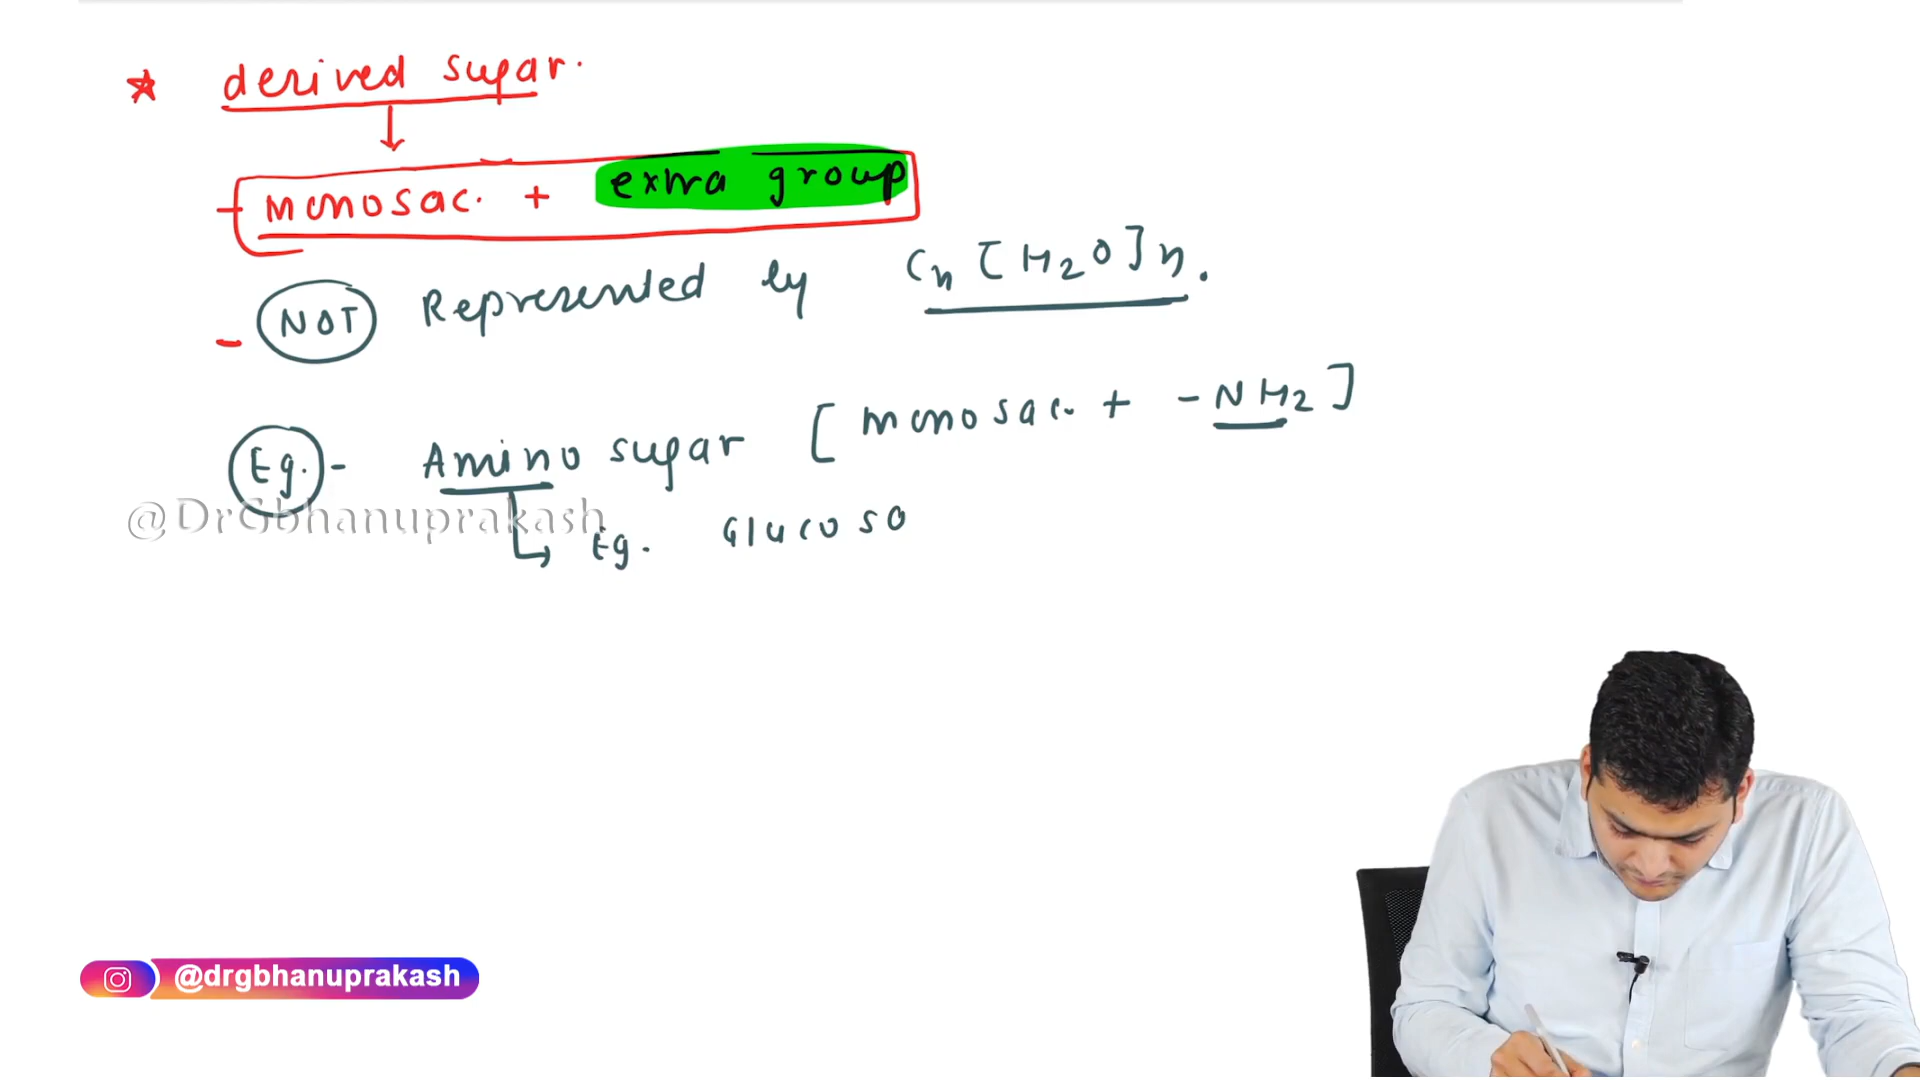 * derived sugar.
- monosac. + extra group
- NOT Represented by Cn [H2O]n.
Eg. - Amino sugar [monosac. + -NH2]
@DrGbhanuprakash
Eg. Glucoso
@drgbhanuprakash